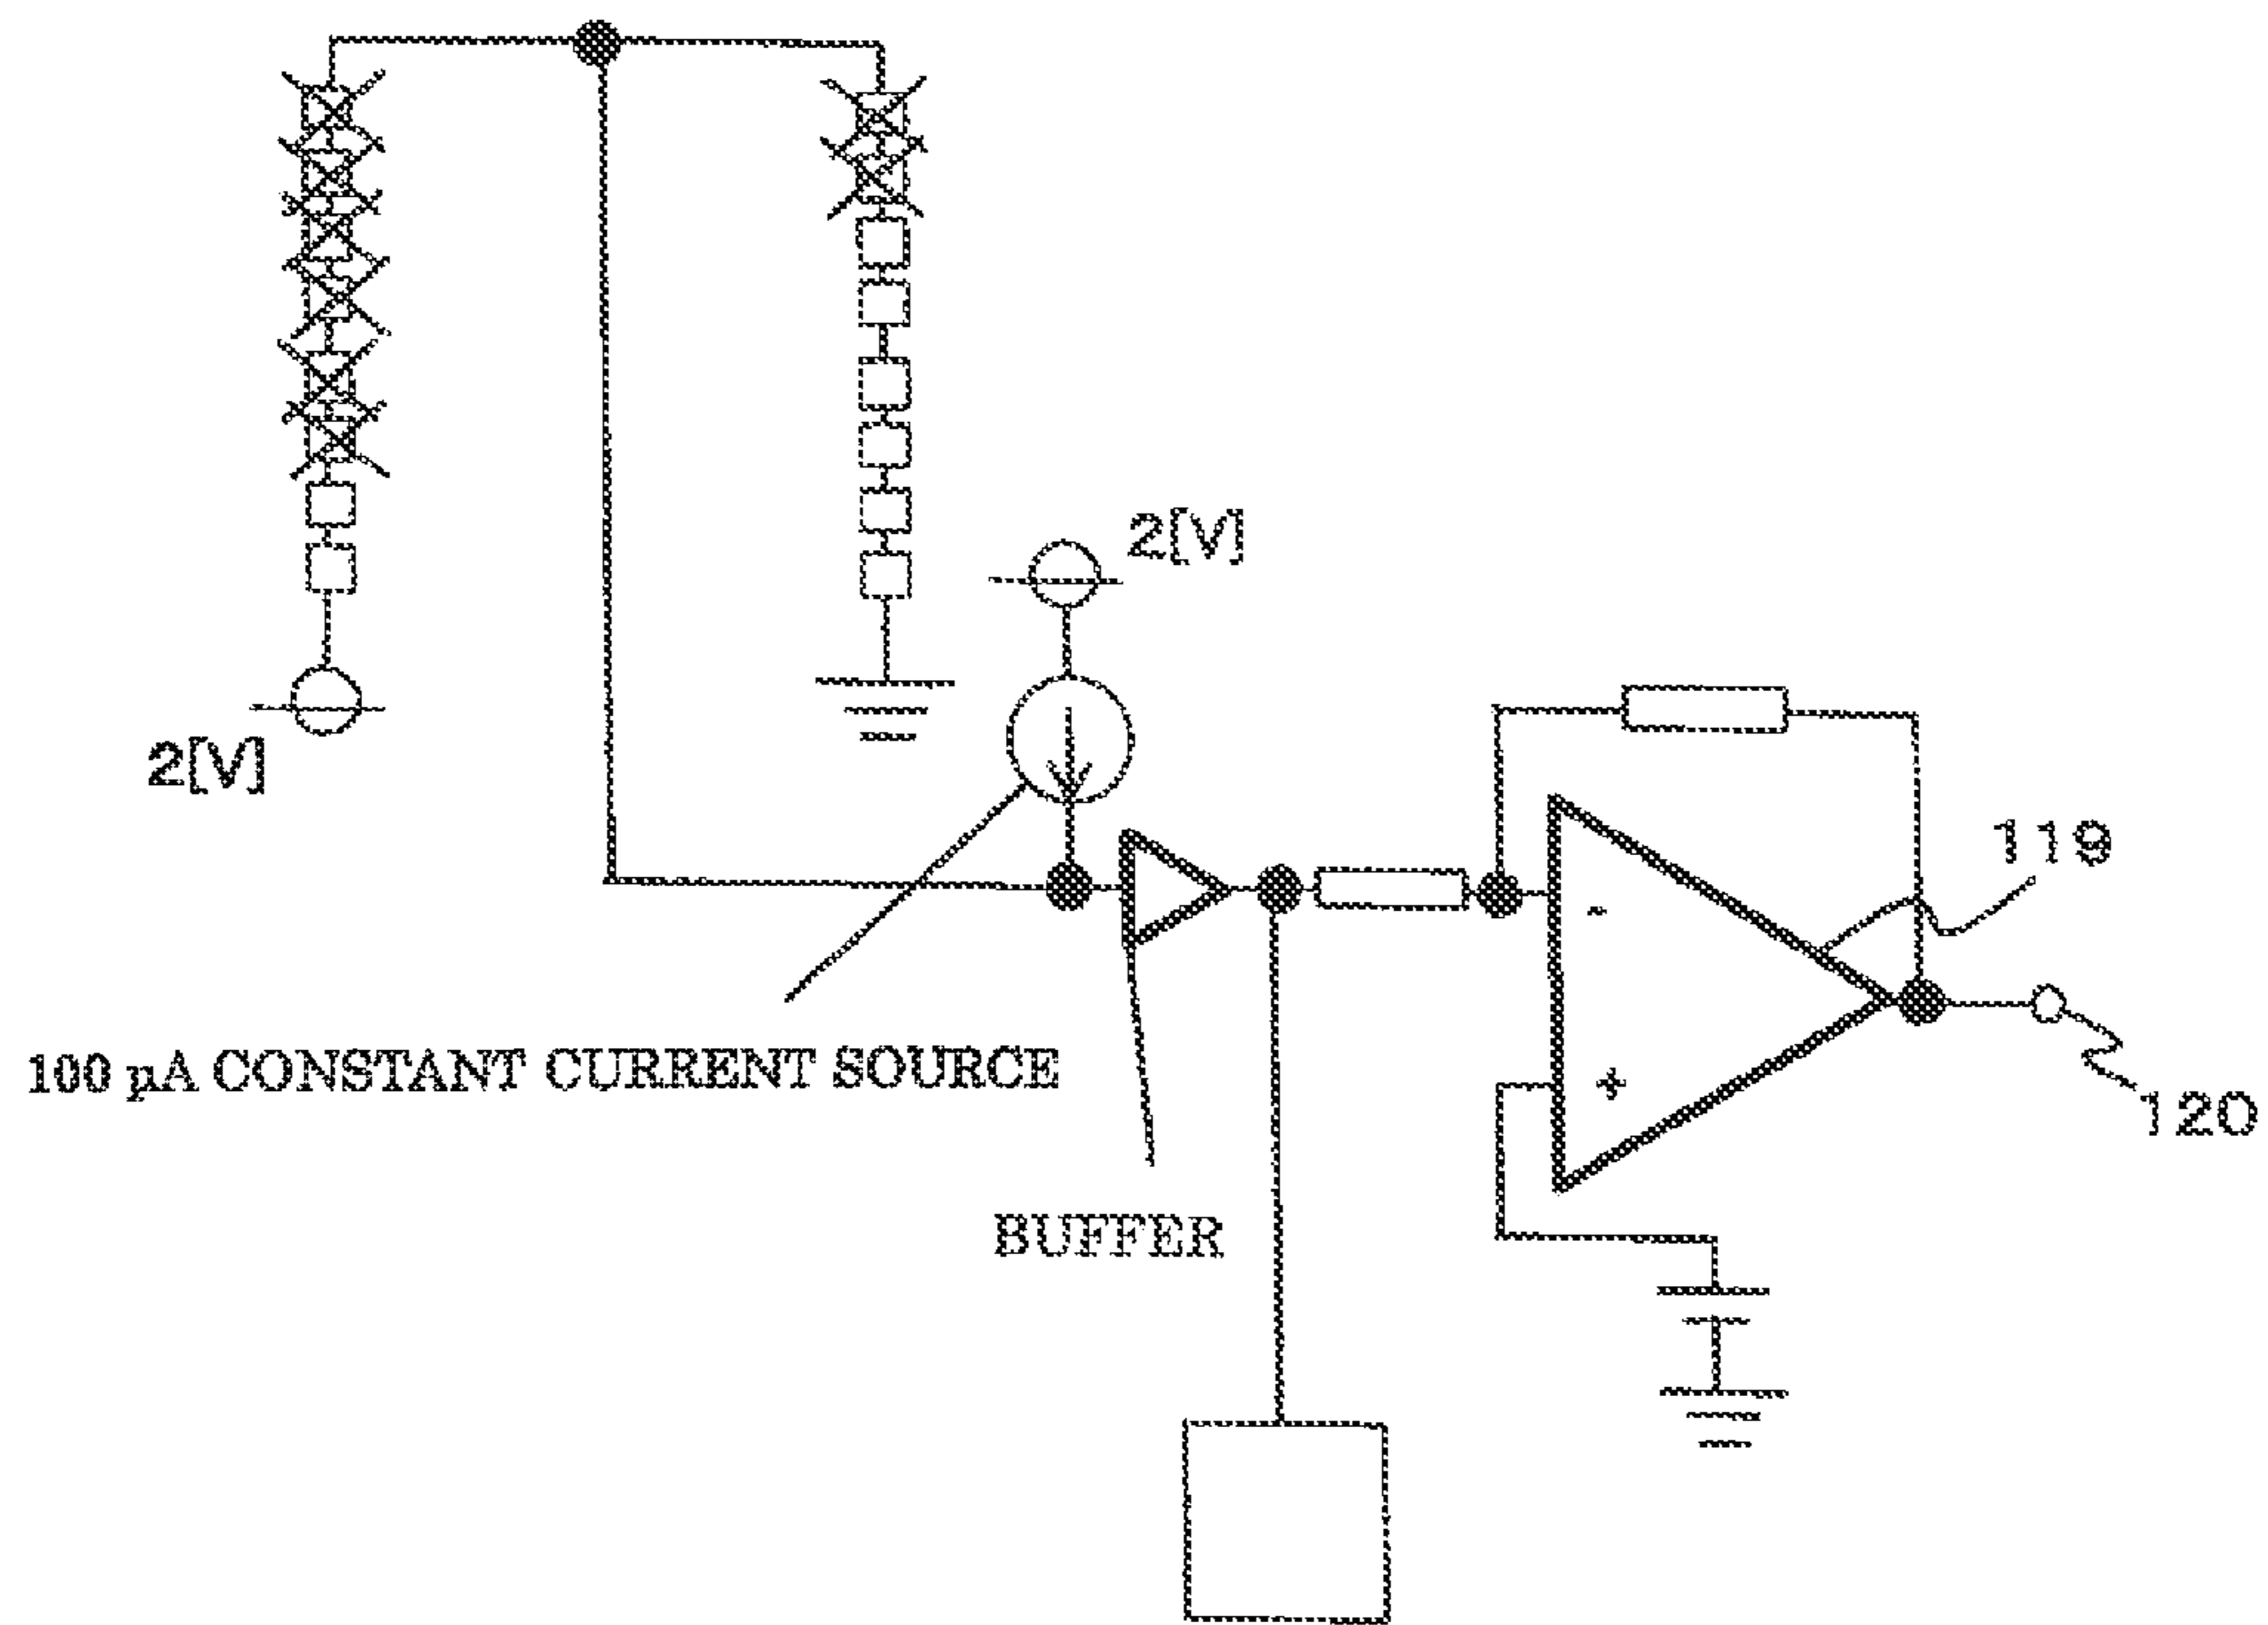 2[V]
2[V]
119
100 µA CONSTANT CURRENT SOURCE
-
+
120
BUFFER